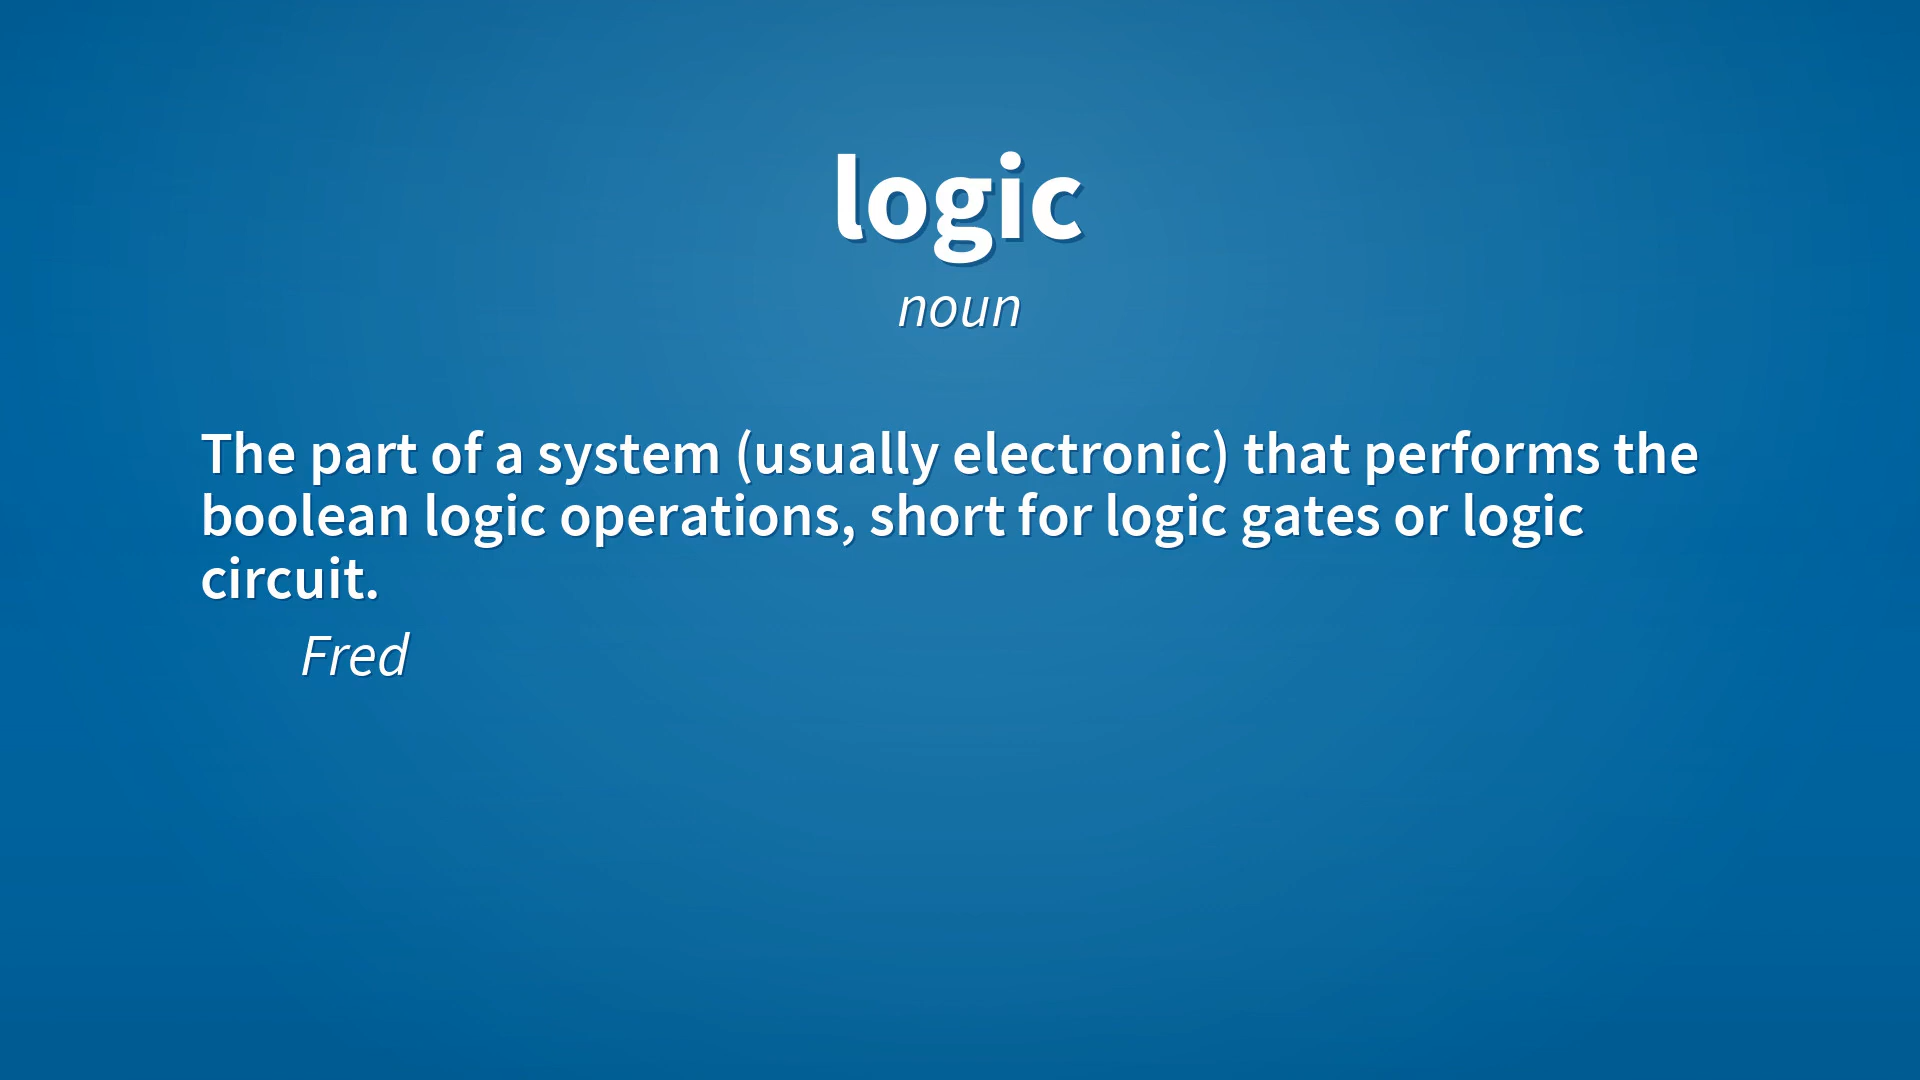 logic
noun
The part of a system (usually electronic) that performs the
boolean logic operations, short for logic gates or logic
circuit.
Fred